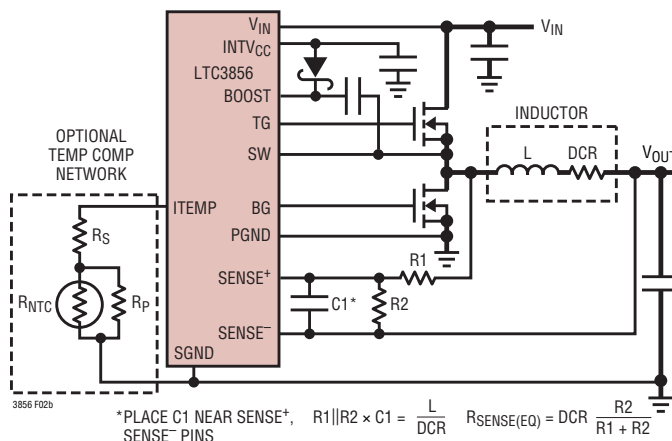 V_IN
INTV_CC
LTC3856
BOOST
TG
SW
ITEMP
BG
PGND
SENSE+
SENSE–
SGND
V_IN
INDUCTOR
L DCR
V_OUT
OPTIONAL
TEMP COMP
NETWORK
R_S
R_NTC
R_P
R1
C1*
R2
3856 F02b
*PLACE C1 NEAR SENSE+,
SENSE– PINS
R1||R2 × C1 = L/DCR
R_SENSE(EQ) = DCR R2/(R1 + R2)